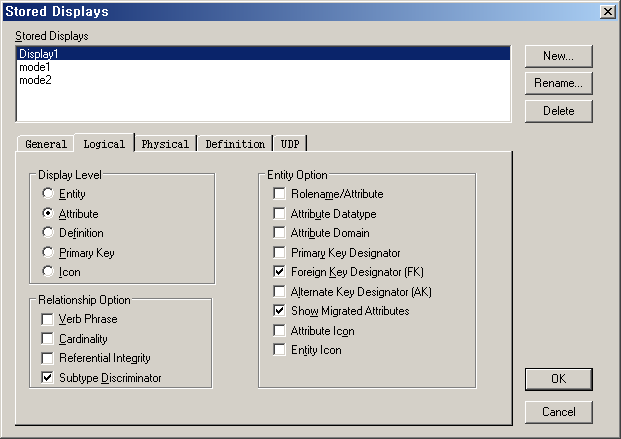 Stored Displays
Stored Displays
Display1
mode1
mode2
New...
Rename...
Delete
General Logical Physical Definition UDP
Display Level
Entity
Attribute
Definition
Primary Key
Icon
Relationship Option
Verb Phrase
Cardinality
Referential Integrity
Subtype Discriminator
Entity Option
Rolename/Attribute
Attribute Datatype
Attribute Domain
Primary Key Designator
Foreign Key Designator (FK)
Alternate Key Designator (AK)
Show Migrated Attributes
Attribute Icon
Entity Icon
OK
Cancel